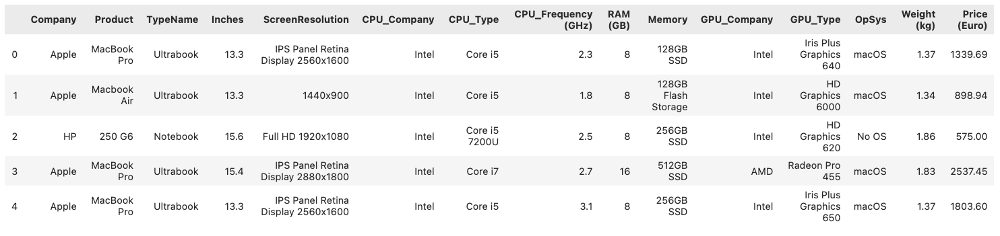 Company Product TypeName Inches ScreenResolution CPU_Company CPU_Type CPU_Frequency (GHz) RAM (GB) Memory GPU_Company GPU_Type OpSys Weight (kg) Price (Euro)
0 Apple MacBook Pro Ultrabook 13.3 IPS Panel Retina Display 2560x1600 Intel Core i5 2.3 8 128GB SSD Intel Iris Plus Graphics 640 macOS 1.37 1339.69
1 Apple Macbook Air Ultrabook 13.3 1440x900 Intel Core i5 1.8 8 128GB Flash Storage Intel HD Graphics 6000 macOS 1.34 898.94
2 HP 250 G6 Notebook 15.6 Full HD 1920x1080 Intel Core i5 7200U 2.5 8 256GB SSD Intel HD Graphics 620 No OS 1.86 575.00
3 Apple MacBook Pro Ultrabook 15.4 IPS Panel Retina Display 2880x1800 Intel Core i7 2.7 16 512GB SSD AMD Radeon Pro 455 macOS 1.83 2537.45
4 Apple MacBook Pro Ultrabook 13.3 IPS Panel Retina Display 2560x1600 Intel Core i5 3.1 8 256GB SSD Intel Iris Plus Graphics 650 macOS 1.37 1803.60